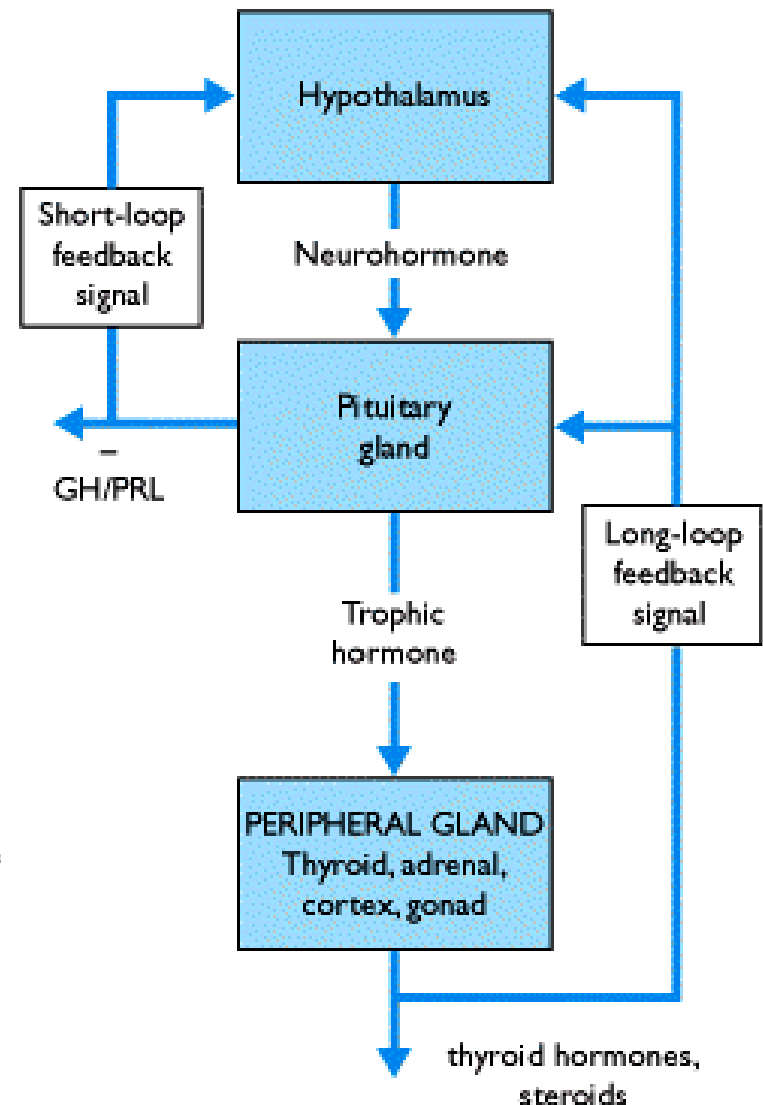 Hypothalamus
Short-loop
feedback
signal
Neurohormone
Pituitary
gland
–
GH/PRL
Long-loop
feedback
signal
Trophic
hormone
PERIPHERAL GLAND
Thyroid, adrenal,
cortex, gonad
thyroid hormones,
steroids